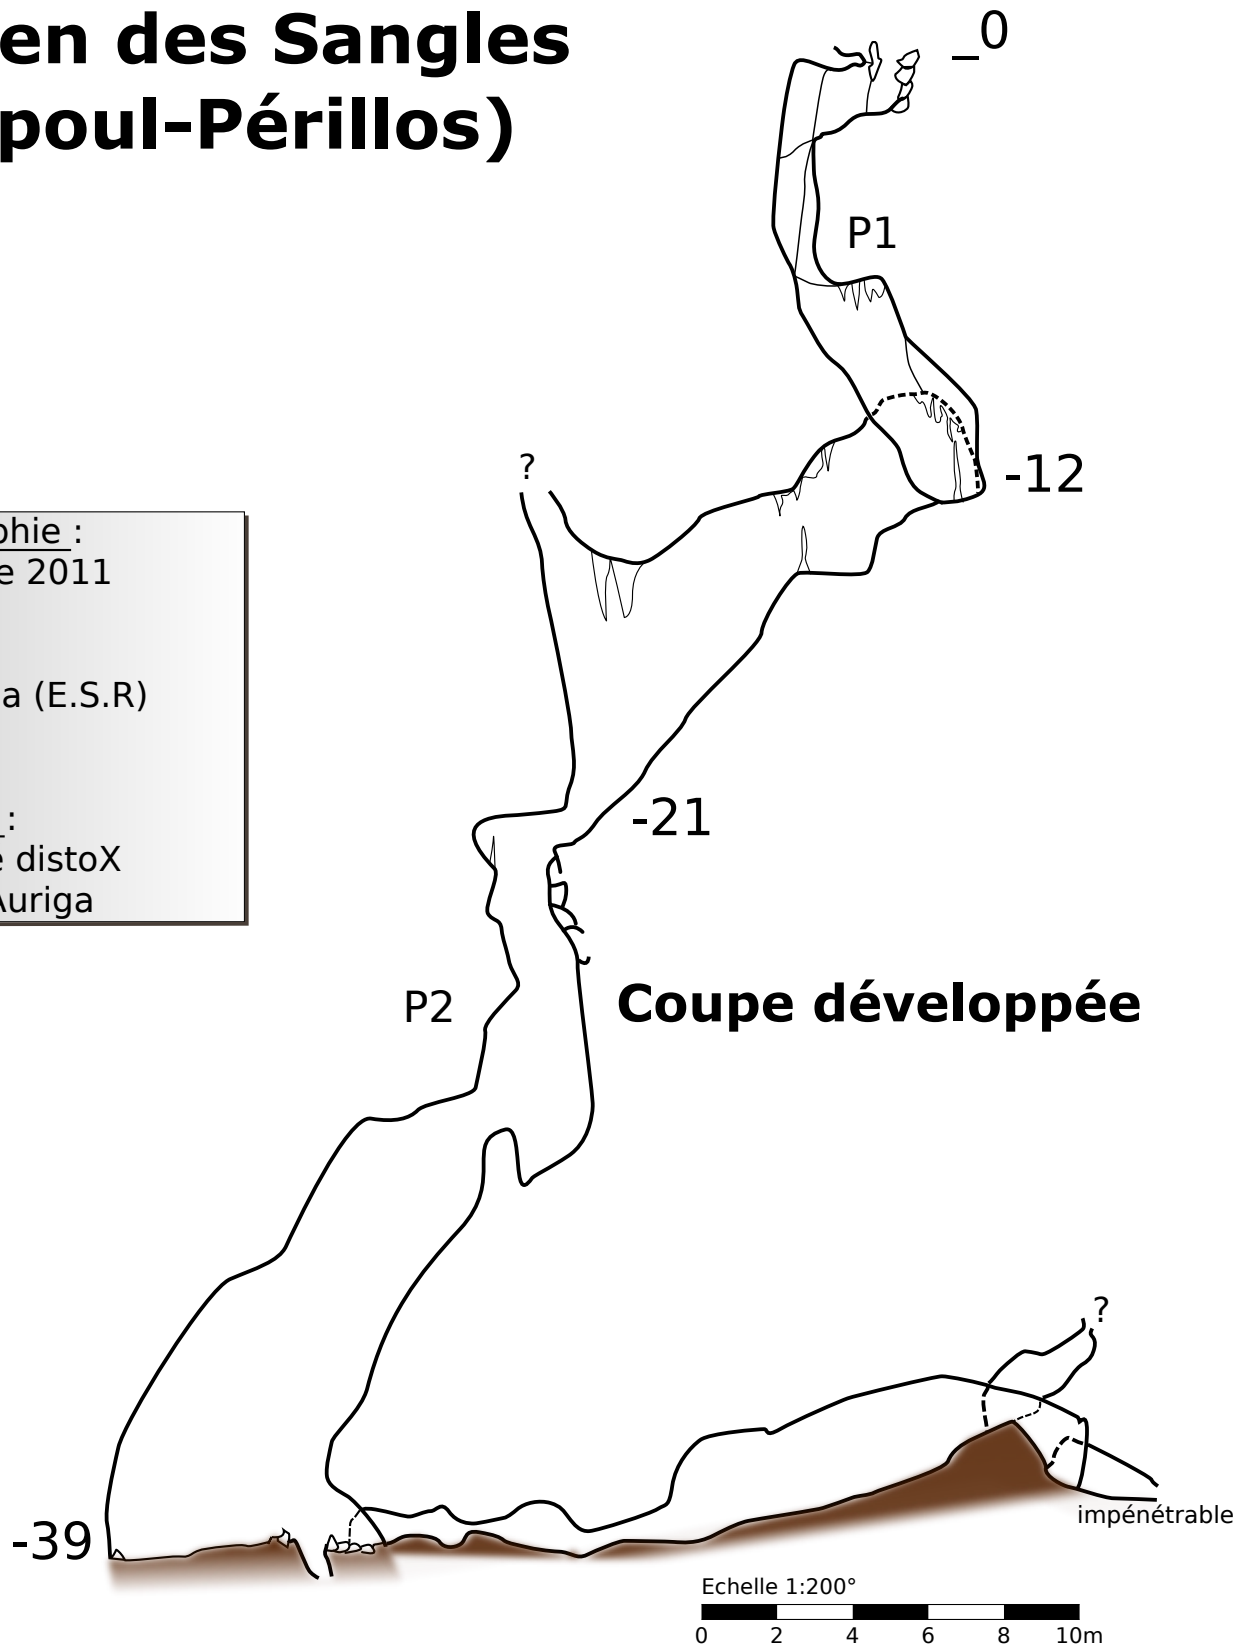 en des Sangles
poul-Périllos)
_0
P1
?
-12
phie :
e 2011
a (E.S.R)
:
e distoX
Auriga
-21
P2
Coupe développée
?
impénétrable
-39
Echelle 1:200°
0 2 4 6 8 10m